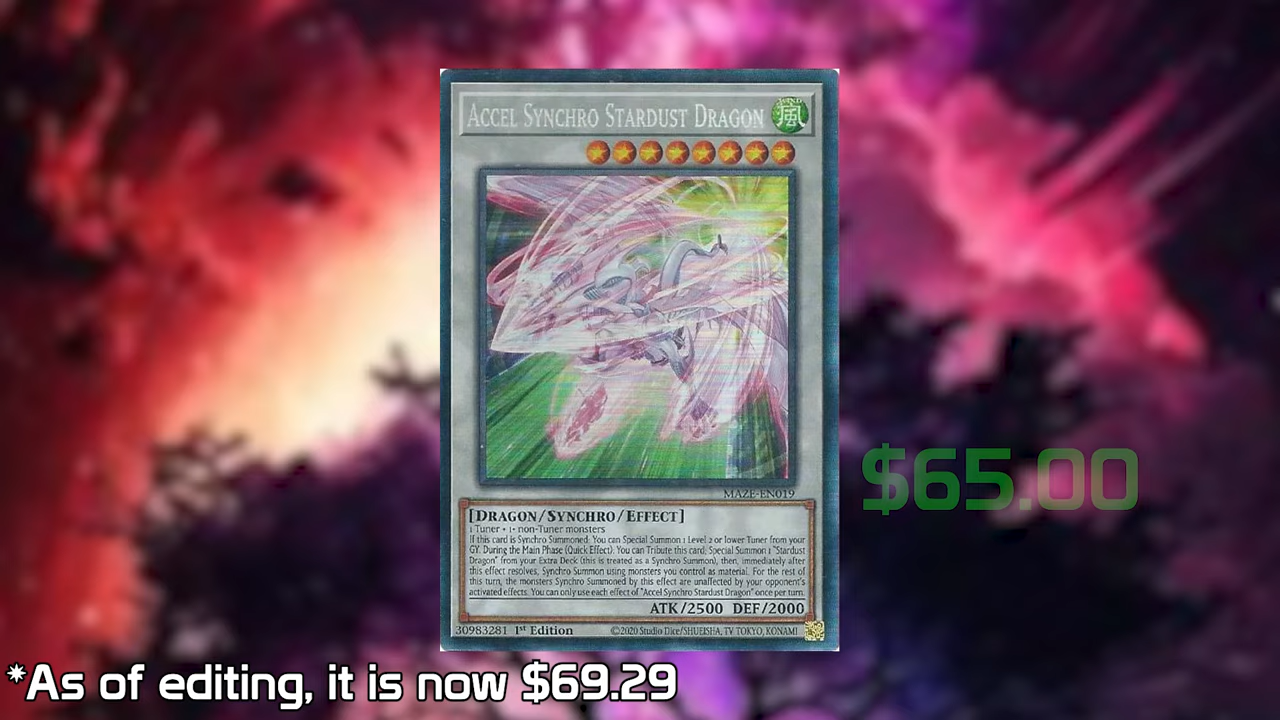 ACCEL SYNCHRO STARDUST DRAGON
WIND
風
MAZE-EN019
[DRAGON/SYNCHRO/EFFECT]
1 Tuner + 1+ non-Tuner monsters
If this card is Synchro Summoned: You can Special Summon 1 Level 2 or lower Tuner from your
GY. During the Main Phase (Quick Effect): You can Tribute this card; Special Summon 1 "Stardust
Dragon" from your Extra Deck (this is treated as a Synchro Summon), then, immediately after
this effect resolves, Synchro Summon using monsters you control as material. For the rest of
this turn, the monsters Synchro Summoned by this effect are unaffected by your opponent's
activated effects. You can only use each effect of "Accel Synchro Stardust Dragon" once per turn.
ATK/2500 DEF/2000
30983281 1st Edition ©2020 Studio Dice/SHUEISHA, TV TOKYO, KONAMI
$65.00
*As of editing, it is now $69.29